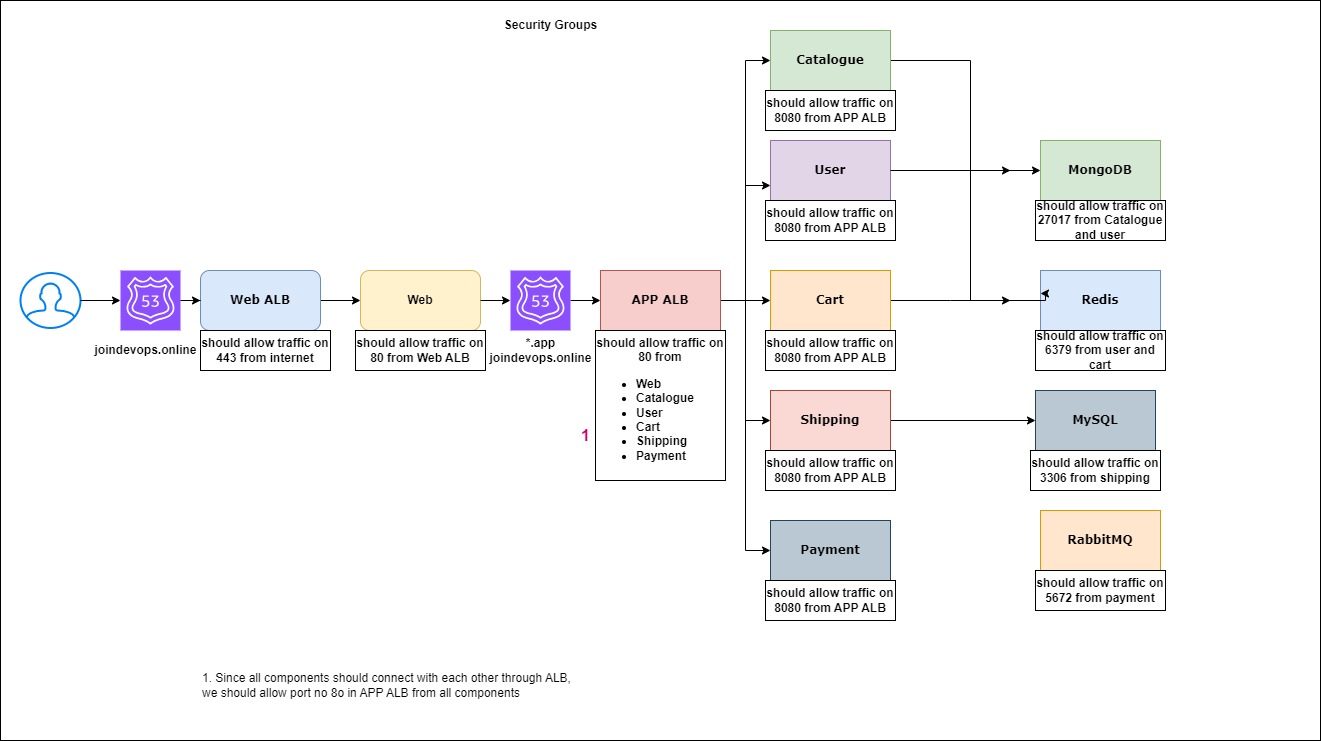 Security Groups
Catalogue
should allow traffic on
8080 from APP ALB
User
should allow traffic on
8080 from APP ALB
MongoDB
should allow traffic on
27017 from Catalogue
and user
53
joindevops.online
Web ALB
should allow traffic on
443 from internet
Web
should allow traffic on
80 from Web ALB
53
*.app
joindevops.online
APP ALB
should allow traffic on
80 from
• Web
• Catalogue
• User
• Cart
• Shipping
• Payment
1
Cart
should allow traffic on
8080 from APP ALB
Redis
should allow traffic on
6379 from user and
cart
Shipping
should allow traffic on
8080 from APP ALB
MySQL
should allow traffic on
3306 from shipping
Payment
should allow traffic on
8080 from APP ALB
RabbitMQ
should allow traffic on
5672 from payment
1. Since all components should connect with each other through ALB,
we should allow port no 8o in APP ALB from all components